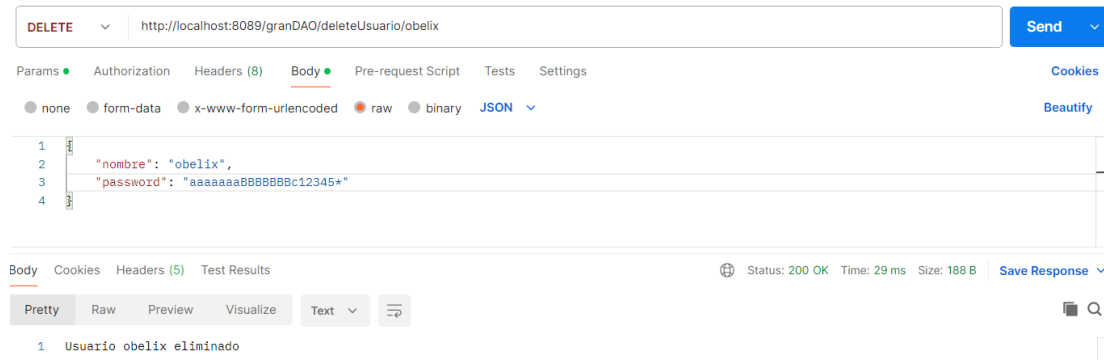 DELETE http://localhost:8089/granDAO/deleteUsuario/obelix Send
Params Authorization Headers (8) Body Pre-request Script Tests Settings Cookies
none form-data x-www-form-urlencoded raw binary JSON Beautify
1 {
2 "nombre": "obelix",
3 "password": "aaaaaaaBBBBBBBc12345*"
4 }
Body Cookies Headers (5) Test Results Status: 200 OK Time: 29 ms Size: 188 B Save Response
Pretty Raw Preview Visualize Text
1 Usuario obelix eliminado